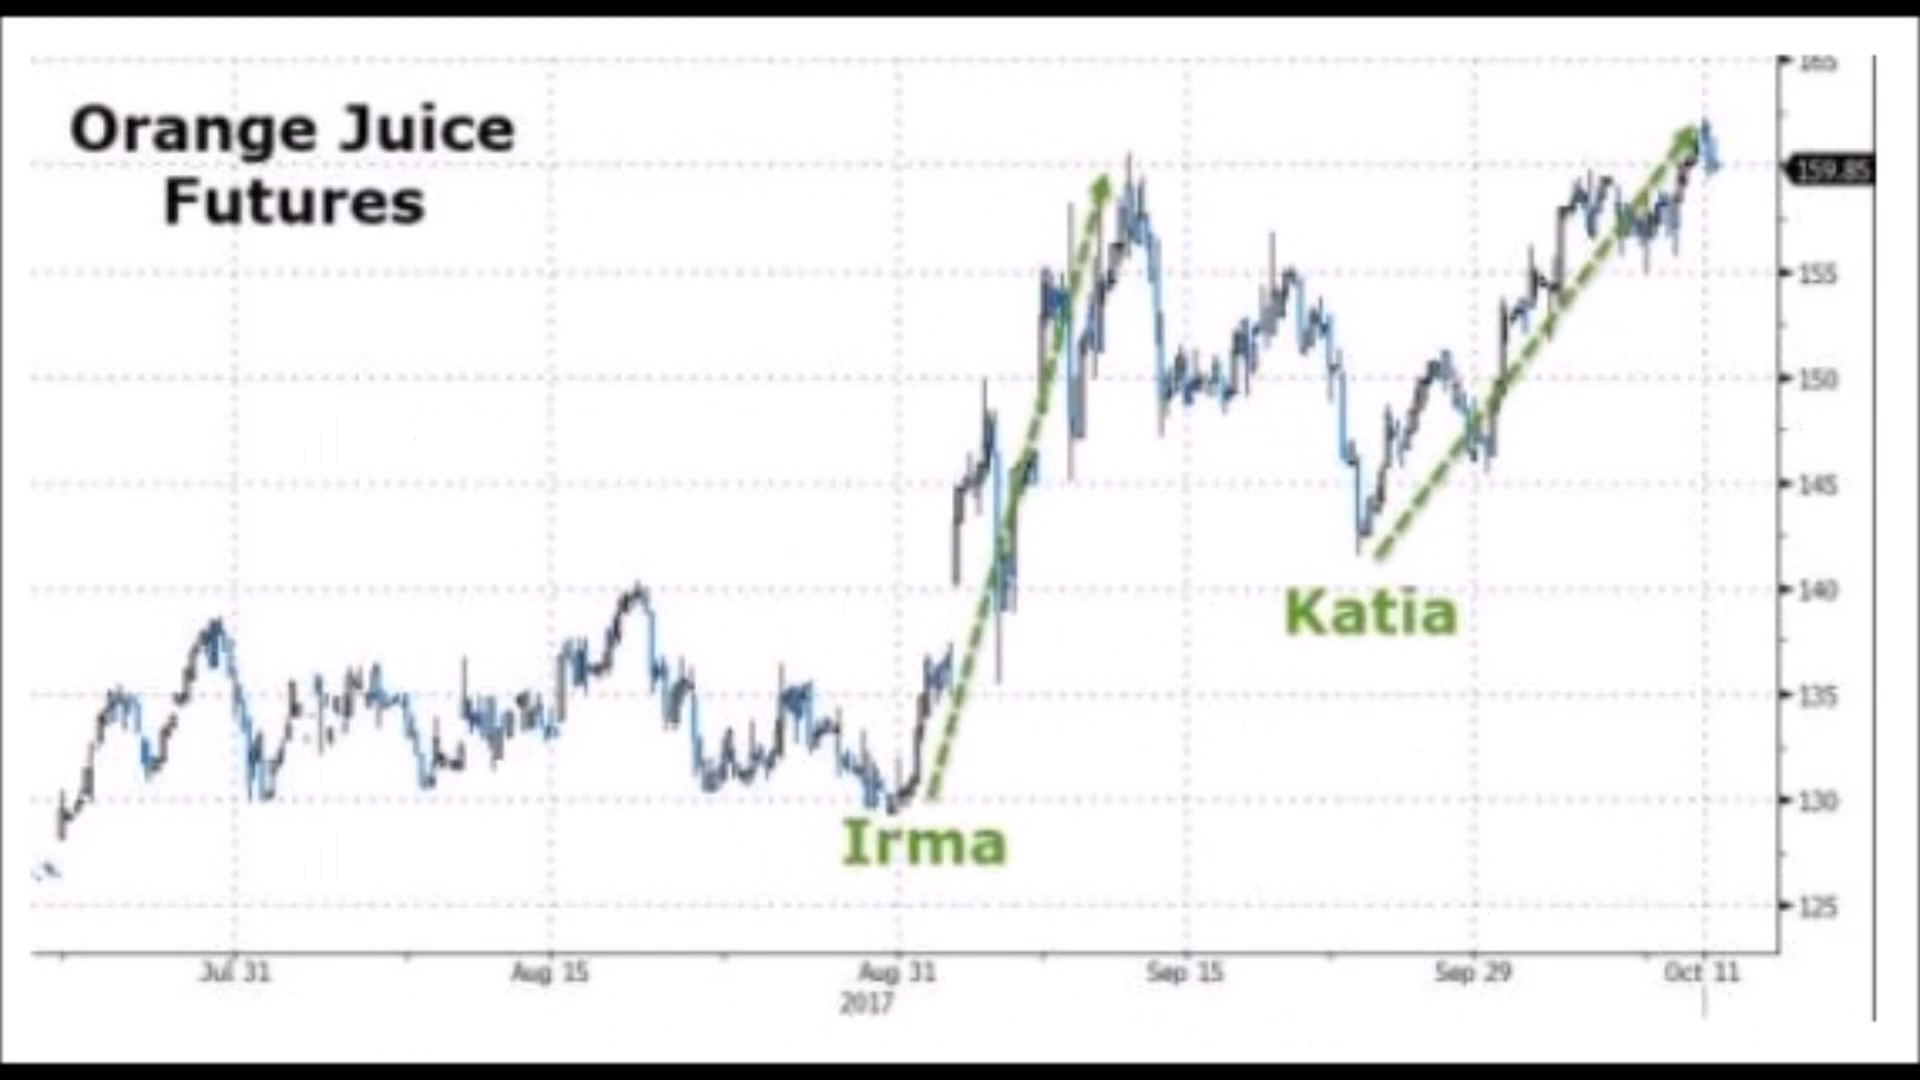 Orange Juice
Futures
165
159.85
155
150
145
140
Katia
135
130
Irma
125
Jul 31 Aug 15 Aug 31 Sep 15 Sep 29 Oct 11
2017